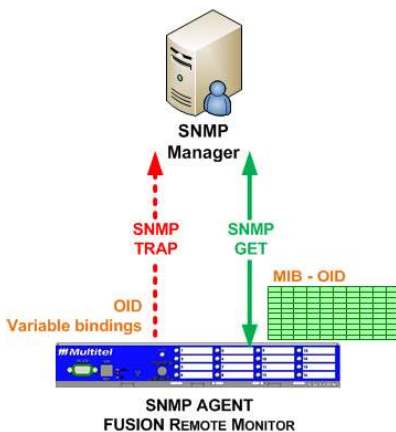 SNMP
Manager
SNMP
TRAP
SNMP
GET
MIB - OID
OID
Variable bindings
Multitel
SNMP AGENT
FUSION REMOTE MONITOR